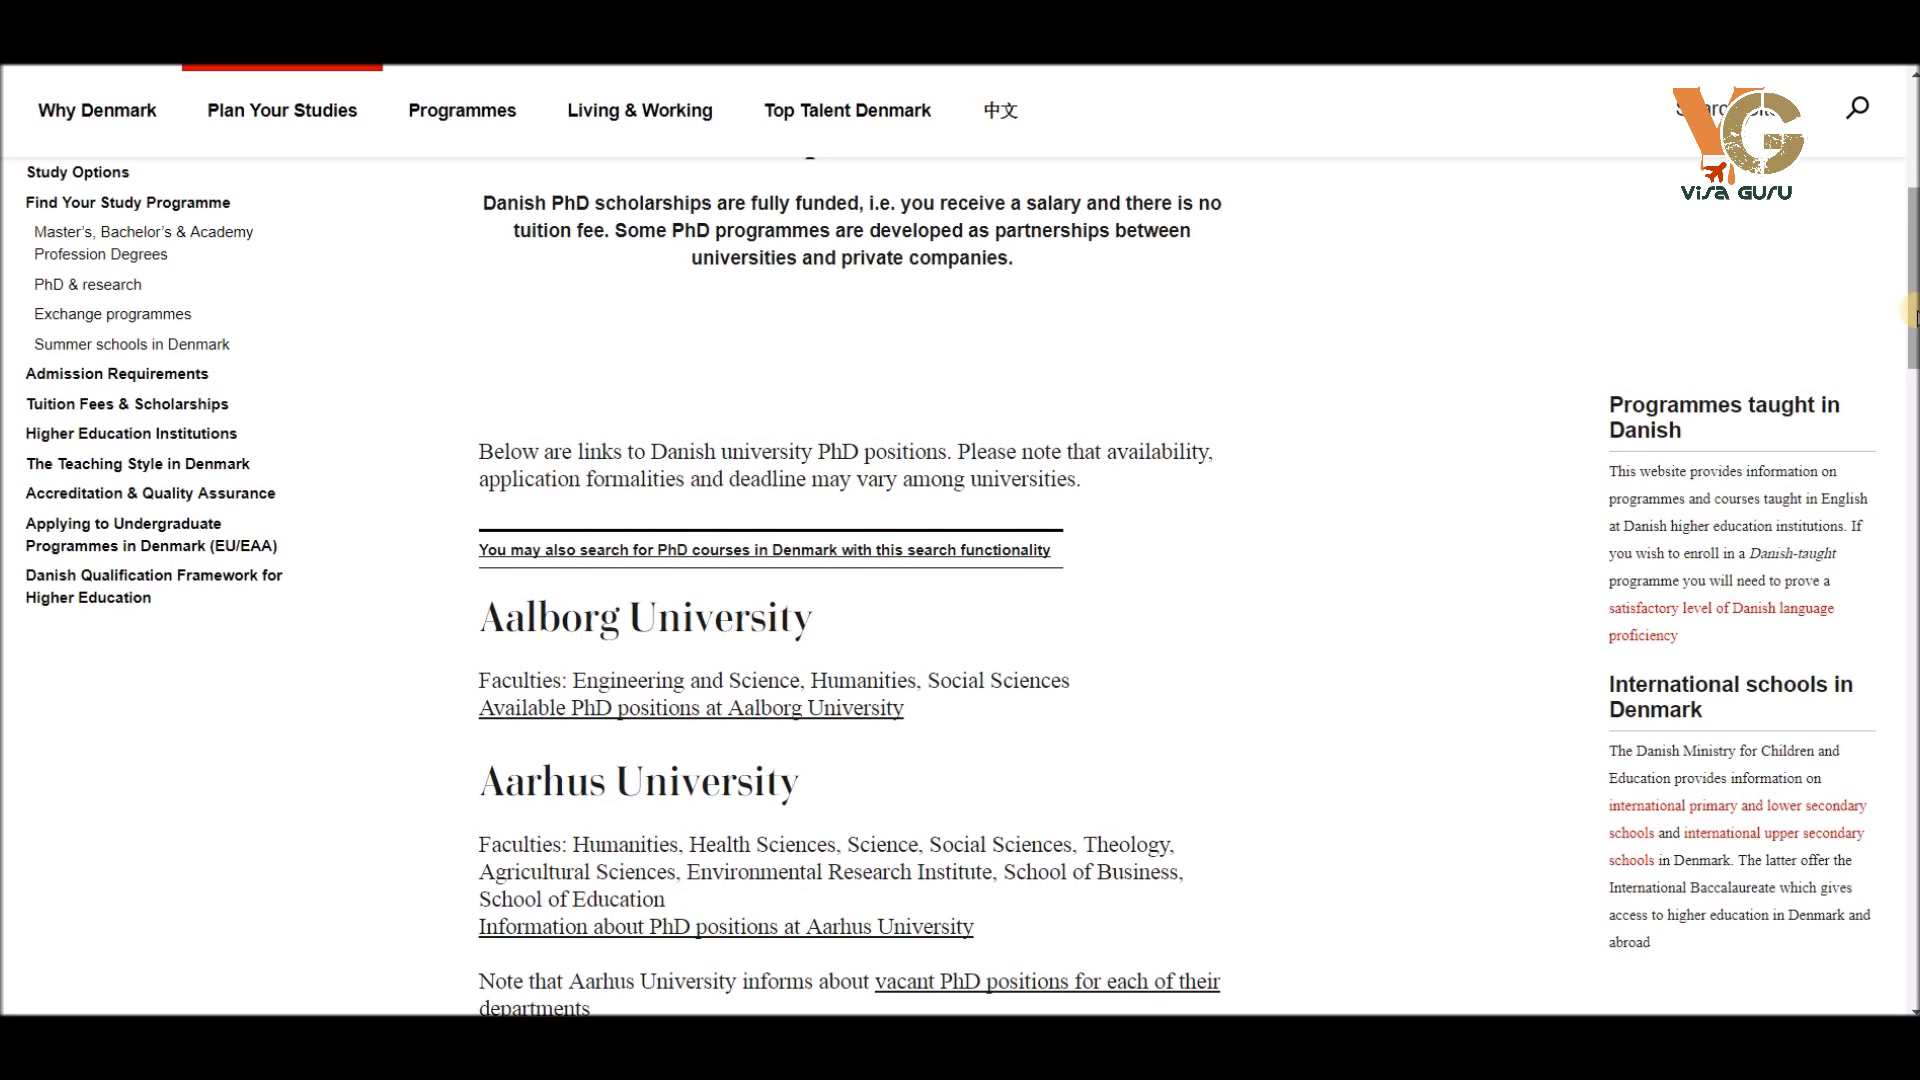 Why Denmark
Plan Your Studies
Programmes
Living & Working
Top Talent Denmark
中文
VG
Visa Guru
Study Options
Find Your Study Programme
Master's, Bachelor's & Academy
Profession Degrees
PhD & research
Exchange programmes
Summer schools in Denmark
Admission Requirements
Tuition Fees & Scholarships
Higher Education Institutions
The Teaching Style in Denmark
Accreditation & Quality Assurance
Applying to Undergraduate
Programmes in Denmark (EU/EAA)
Danish Qualification Framework for
Higher Education
Danish PhD scholarships are fully funded, i.e. you receive a salary and there is no
tuition fee. Some PhD programmes are developed as partnerships between
universities and private companies.
Below are links to Danish university PhD positions. Please note that availability,
application formalities and deadline may vary among universities.
You may also search for PhD courses in Denmark with this search functionality
Aalborg University
Faculties: Engineering and Science, Humanities, Social Sciences
Available PhD positions at Aalborg University
Aarhus University
Faculties: Humanities, Health Sciences, Science, Social Sciences, Theology,
Agricultural Sciences, Environmental Research Institute, School of Business,
School of Education
Information about PhD positions at Aarhus University
Note that Aarhus University informs about vacant PhD positions for each of their
departments
Programmes taught in
Danish
This website provides information on
programmes and courses taught in English
at Danish higher education institutions. If
you wish to enroll in a Danish-taught
programme you will need to prove a
satisfactory level of Danish language
proficiency
International schools in
Denmark
The Danish Ministry for Children and
Education provides information on
international primary and lower secondary
schools and international upper secondary
schools in Denmark. The latter offer the
International Baccalaureate which gives
access to higher education in Denmark and
abroad